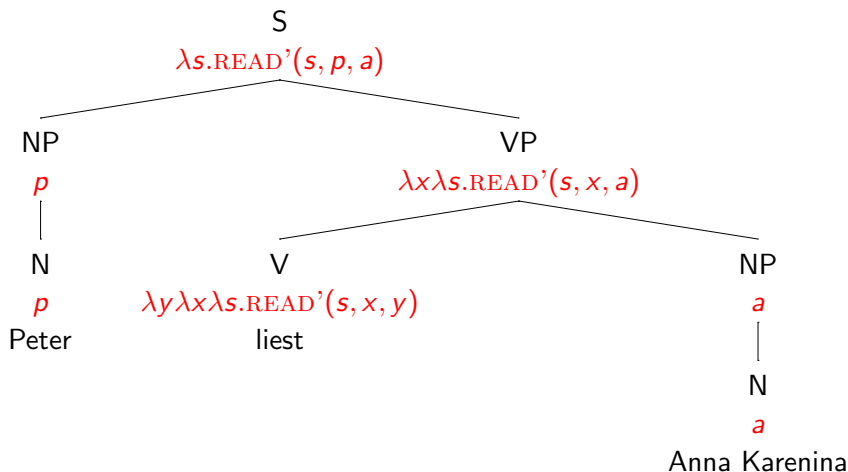 S
λs.READ’(s, p, a)
NP VP
p λxλs.READ’(s, x, a)
N V NP
p λyλxλs.READ’(s, x, y) a
Peter liest
N
a
Anna Karenina